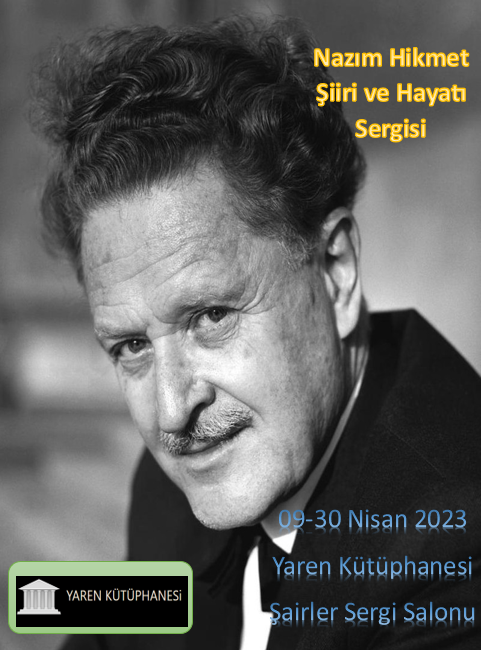 Nazım Hikmet
Şiiri ve Hayatı
Sergisi
09-30 Nisan 2023
Yaren Kütüphanesi
Şairler Sergi Salonu
YAREN KÜTÜPHANESİ